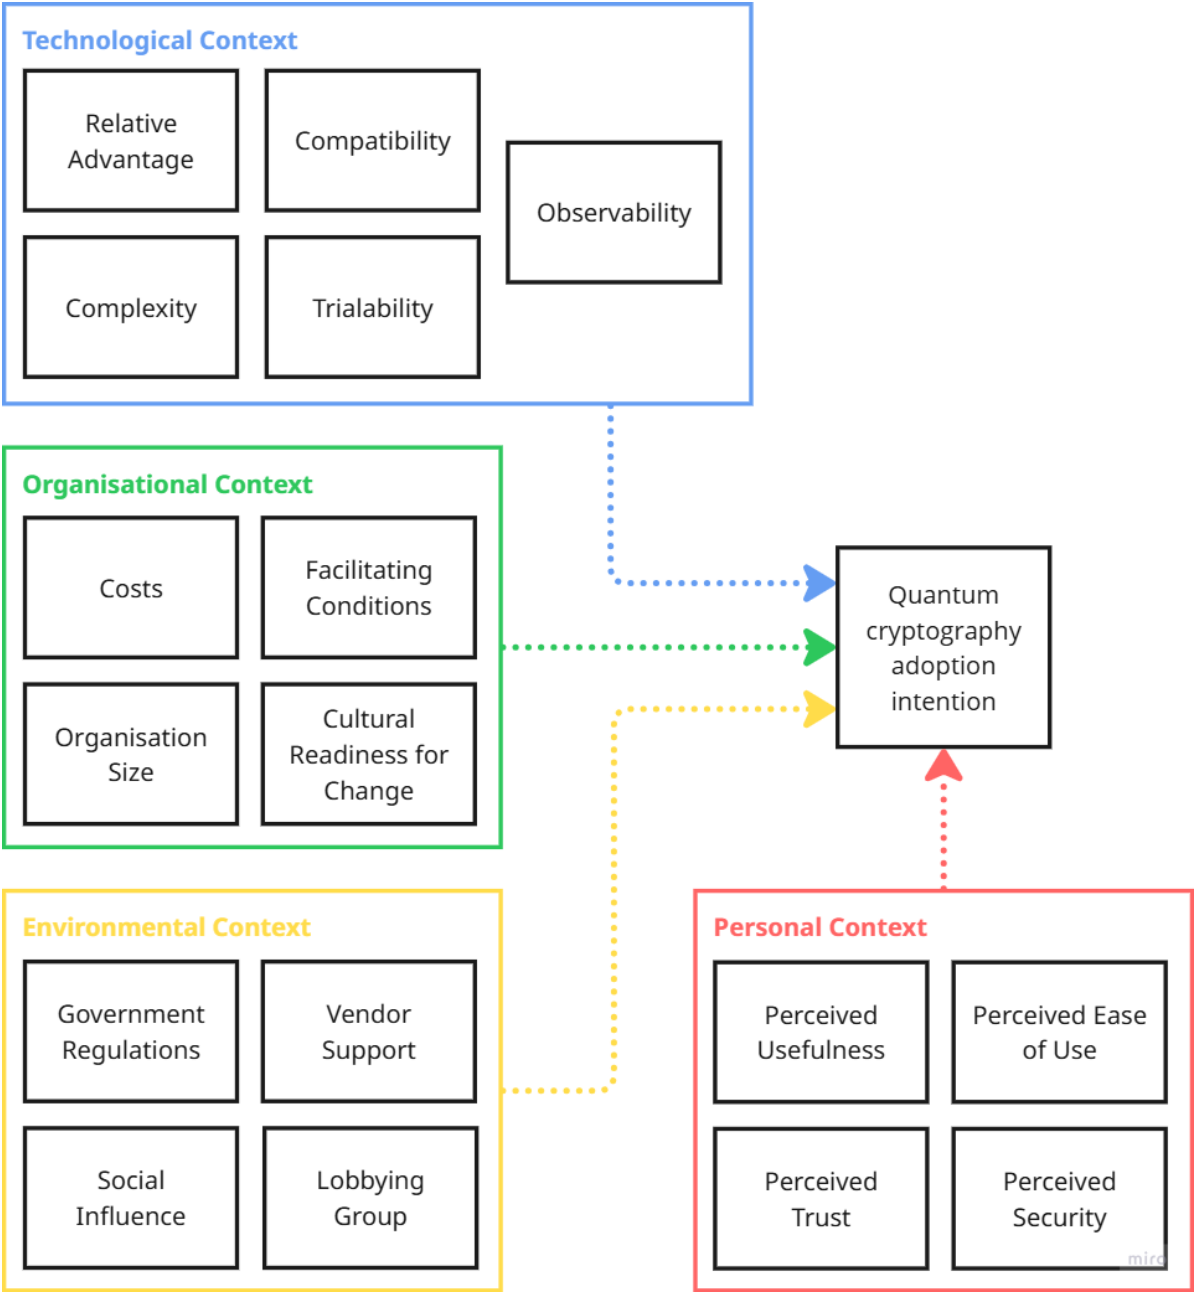 Technological Context
Relative
Advantage
Compatibility
Observability
Complexity
Trialability
Organisational Context
Costs
Facilitating
Conditions
Organisation
Size
Cultural
Readiness for
Change
Quantum
cryptography
adoption
intention
Environmental Context
Government
Regulations
Vendor
Support
Social
Influence
Lobbying
Group
Personal Context
Perceived
Usefulness
Perceived Ease
of Use
Perceived
Trust
Perceived
Security
miro